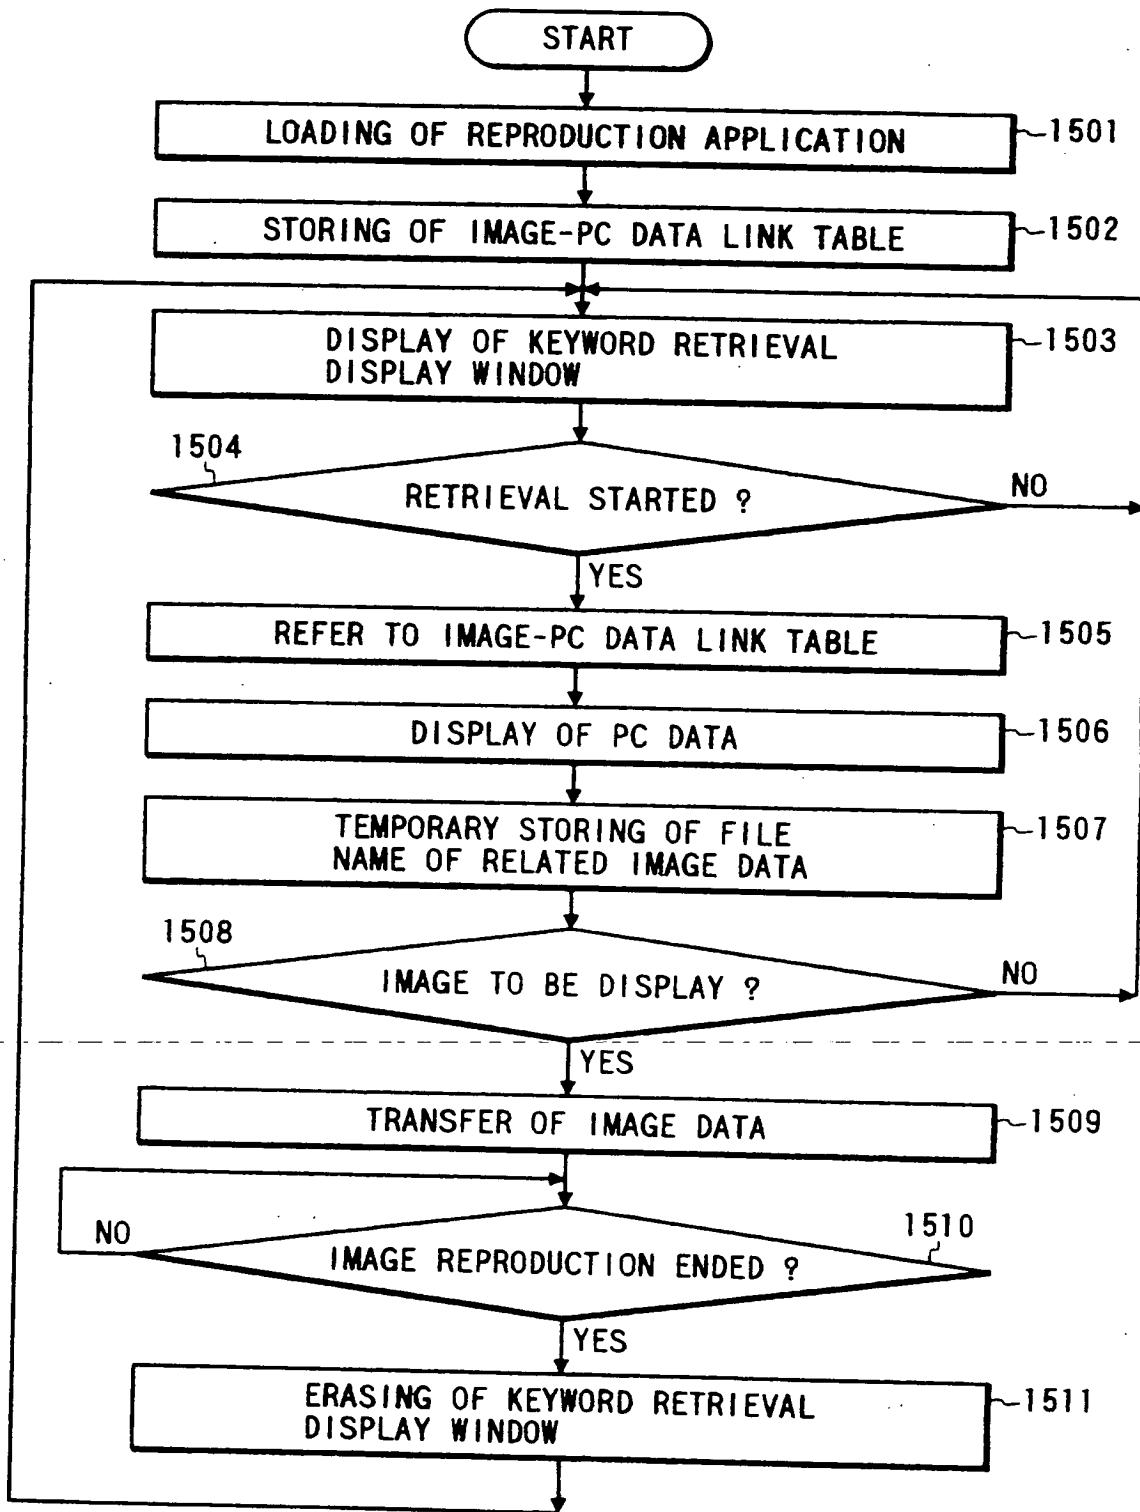 START
LOADING OF REPRODUCTION APPLICATION
1501
STORING OF IMAGE-PC DATA LINK TABLE
1502
DISPLAY OF KEYWORD RETRIEVAL
DISPLAY WINDOW
1503
1504
RETRIEVAL STARTED ?
NO
YES
REFER TO IMAGE-PC DATA LINK TABLE
1505
DISPLAY OF PC DATA
1506
TEMPORARY STORING OF FILE
NAME OF RELATED IMAGE DATA
1507
1508
IMAGE TO BE DISPLAY ?
NO
YES
TRANSFER OF IMAGE DATA
1509
NO
1510
IMAGE REPRODUCTION ENDED ?
YES
ERASING OF KEYWORD RETRIEVAL
DISPLAY WINDOW
1511